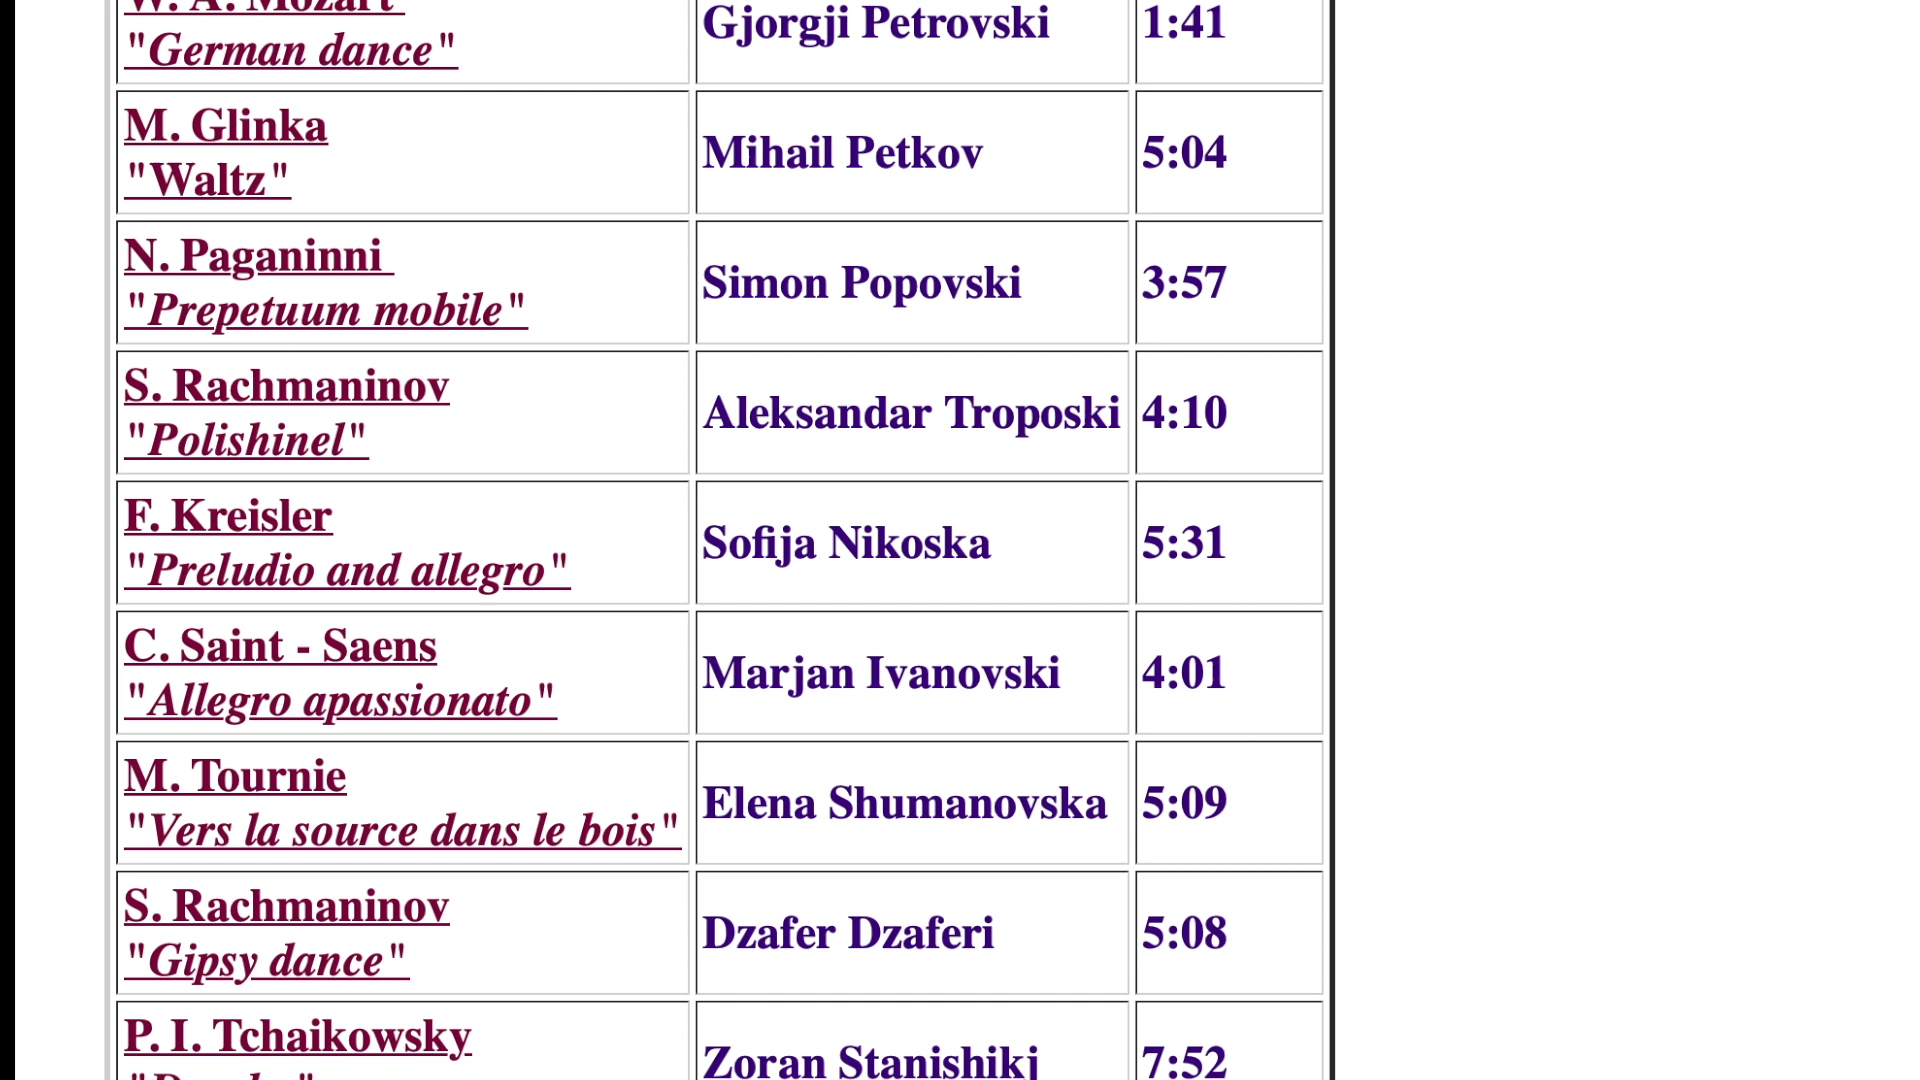 W. A. Mozart
"German dance"
Gjorgji Petrovski
1:41
M. Glinka
"Waltz"
Mihail Petkov
5:04
N. Paganinni
"Prepetuum mobile"
Simon Popovski
3:57
S. Rachmaninov
"Polishinel"
Aleksandar Troposki
4:10
F. Kreisler
"Preludio and allegro"
Sofija Nikoska
5:31
C. Saint - Saens
"Allegro apassionato"
Marjan Ivanovski
4:01
M. Tournie
"Vers la source dans le bois"
Elena Shumanovska
5:09
S. Rachmaninov
"Gipsy dance"
Dzafer Dzaferi
5:08
P. I. Tchaikowsky
Zoran Stanishikj
7:52